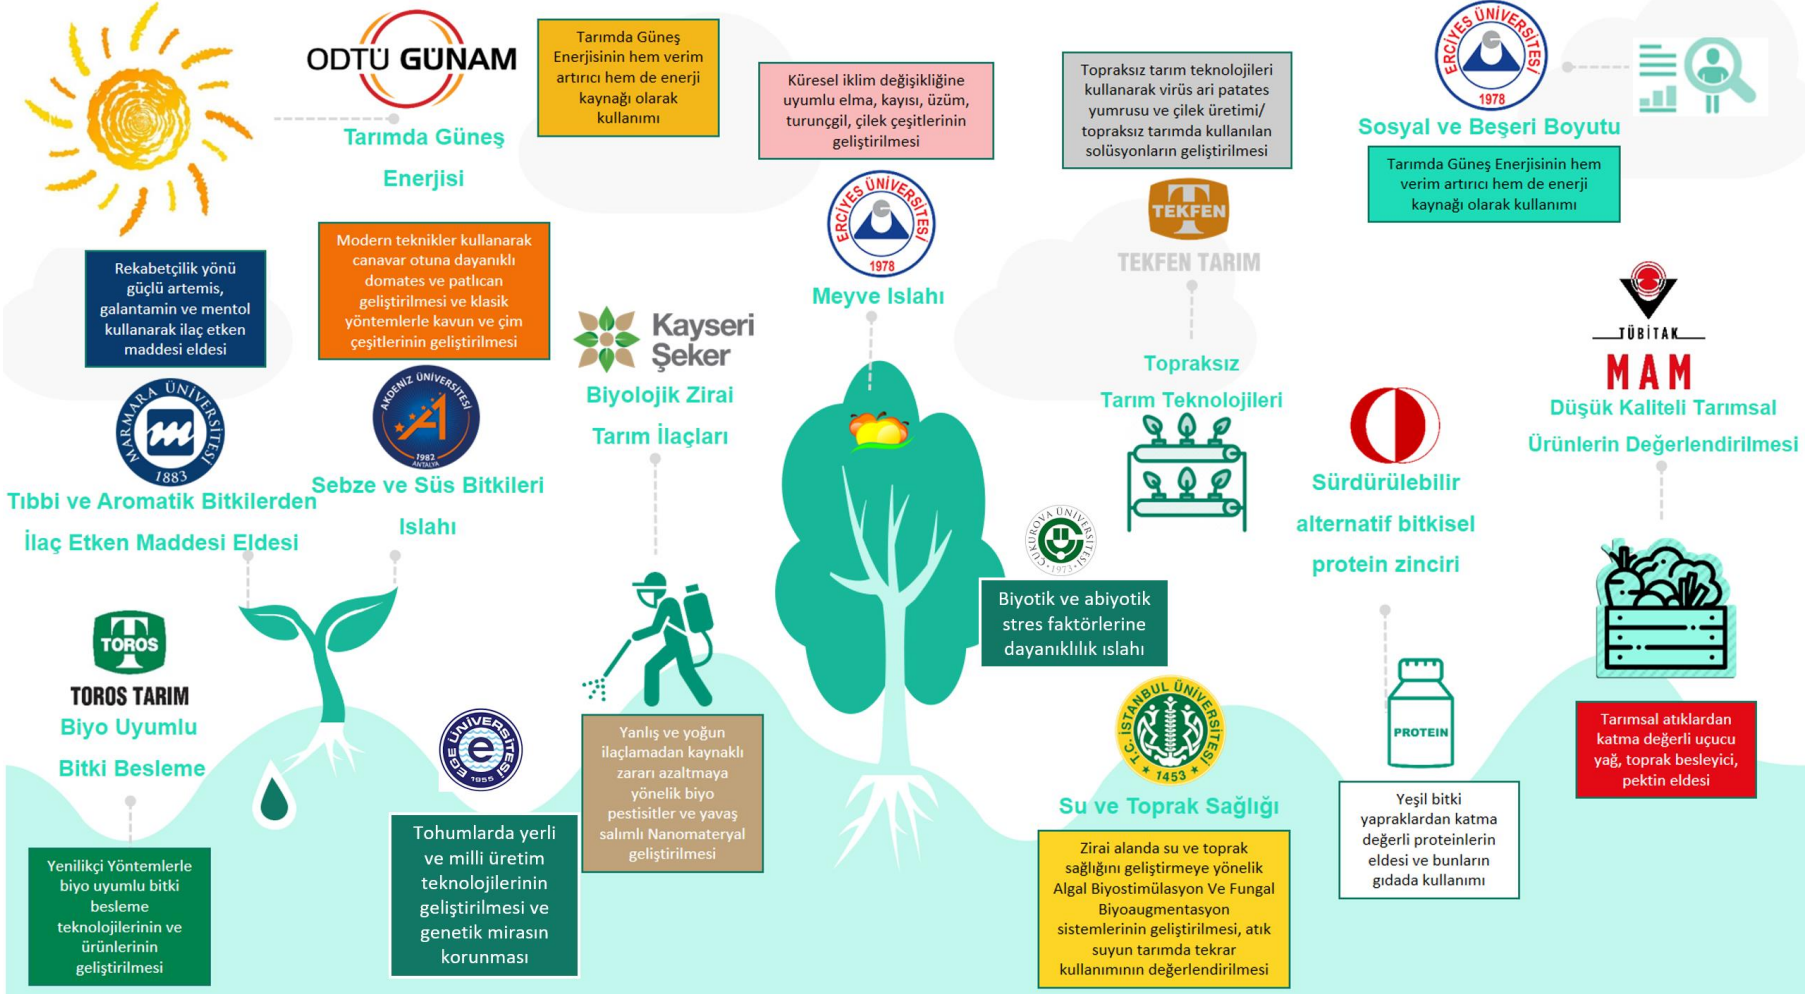 ODTÜ GÜNAM
Tarımda Güneş
Enerjisi
Tarımda Güneş
Enerjisinin hem verim
artırıcı hem de enerji
kaynağı olarak
kullanımı
Küresel iklim değişikliğine
uyumlu elma, kayısı, üzüm,
turunçgil, çilek çeşitlerinin
geliştirilmesi
ERCİYES ÜNİVERSİTESİ
1978
Meyve Islahı
Topraksız tarım teknolojileri
kullanarak virüs ari patates
yumrusu ve çilek üretimi/
topraksız tarımda kullanılan
solüsyonların geliştirilmesi
TEKFEN
TEKFEN TARIM
Topraksız
Tarım Teknolojileri
ERCİYES ÜNİVERSİTESİ
1978
Sosyal ve Beşeri Boyutu
Tarımda Güneş Enerjisinin hem
verim artırıcı hem de enerji
kaynağı olarak kullanımı
Rekabetçilik yönü
güçlü artemis,
galantamin ve mentol
kullanarak ilaç etken
maddesi eldesi
MARMARA ÜNİVERSİTESİ
1883
Tıbbi ve Aromatik Bitkilerden
İlaç Etken Maddesi Eldesi
Modern teknikler kullanarak
canavar otuna dayanıklı
domates ve patlıcan
geliştirilmesi ve klasik
yöntemlerle kavun ve çim
çeşitlerinin geliştirilmesi
AKDENİZ ÜNİVERSİTESİ
1982
ANTALYA
Sebze ve Süs Bitkileri
Islahı
Kayseri
Şeker
Biyolojik Zirai
Tarım İlaçları
TÜBİTAK
MAM
Düşük Kaliteli Tarımsal
Ürünlerin Değerlendirilmesi
Sürdürülebilir
alternatif bitkisel
protein zinciri
ÇUKUROVA ÜNİVERSİTESİ
1973
Biyotik ve abiyotik
stres faktörlerine
dayanıklılık ıslahı
TOROS
TOROS TARIM
Biyo Uyumlu
Bitki Besleme
Yenilikçi Yöntemlerle
biyo uyumlu bitki
besleme
teknolojilerinin ve
ürünlerinin
geliştirilmesi
EGE ÜNİVERSİTESİ
e
1955
Tohumlarda yerli
ve milli üretim
teknolojilerinin
geliştirilmesi ve
genetik mirasın
korunması
Yanlış ve yoğun
ilaçlamadan kaynaklı
zararı azaltmaya
yönelik biyo
pestisitler ve yavaş
salımlı Nanomateryal
geliştirilmesi
T.C. İSTANBUL ÜNİVERSİTESİ
1453
Su ve Toprak Sağlığı
Zirai alanda su ve toprak
sağlığını geliştirmeye yönelik
Algal Biyostimülasyon Ve Fungal
Biyoaugmentasyon
sistemlerinin geliştirilmesi, atık
suyun tarımda tekrar
kullanımının değerlendirilmesi
PROTEIN
Yeşil bitki
yapraklardan katma
değerli proteinlerin
eldesi ve bunların
gıdada kullanımı
Tarımsal atıklardan
katma değerli uçucu
yağ, toprak besleyici,
pektin eldesi